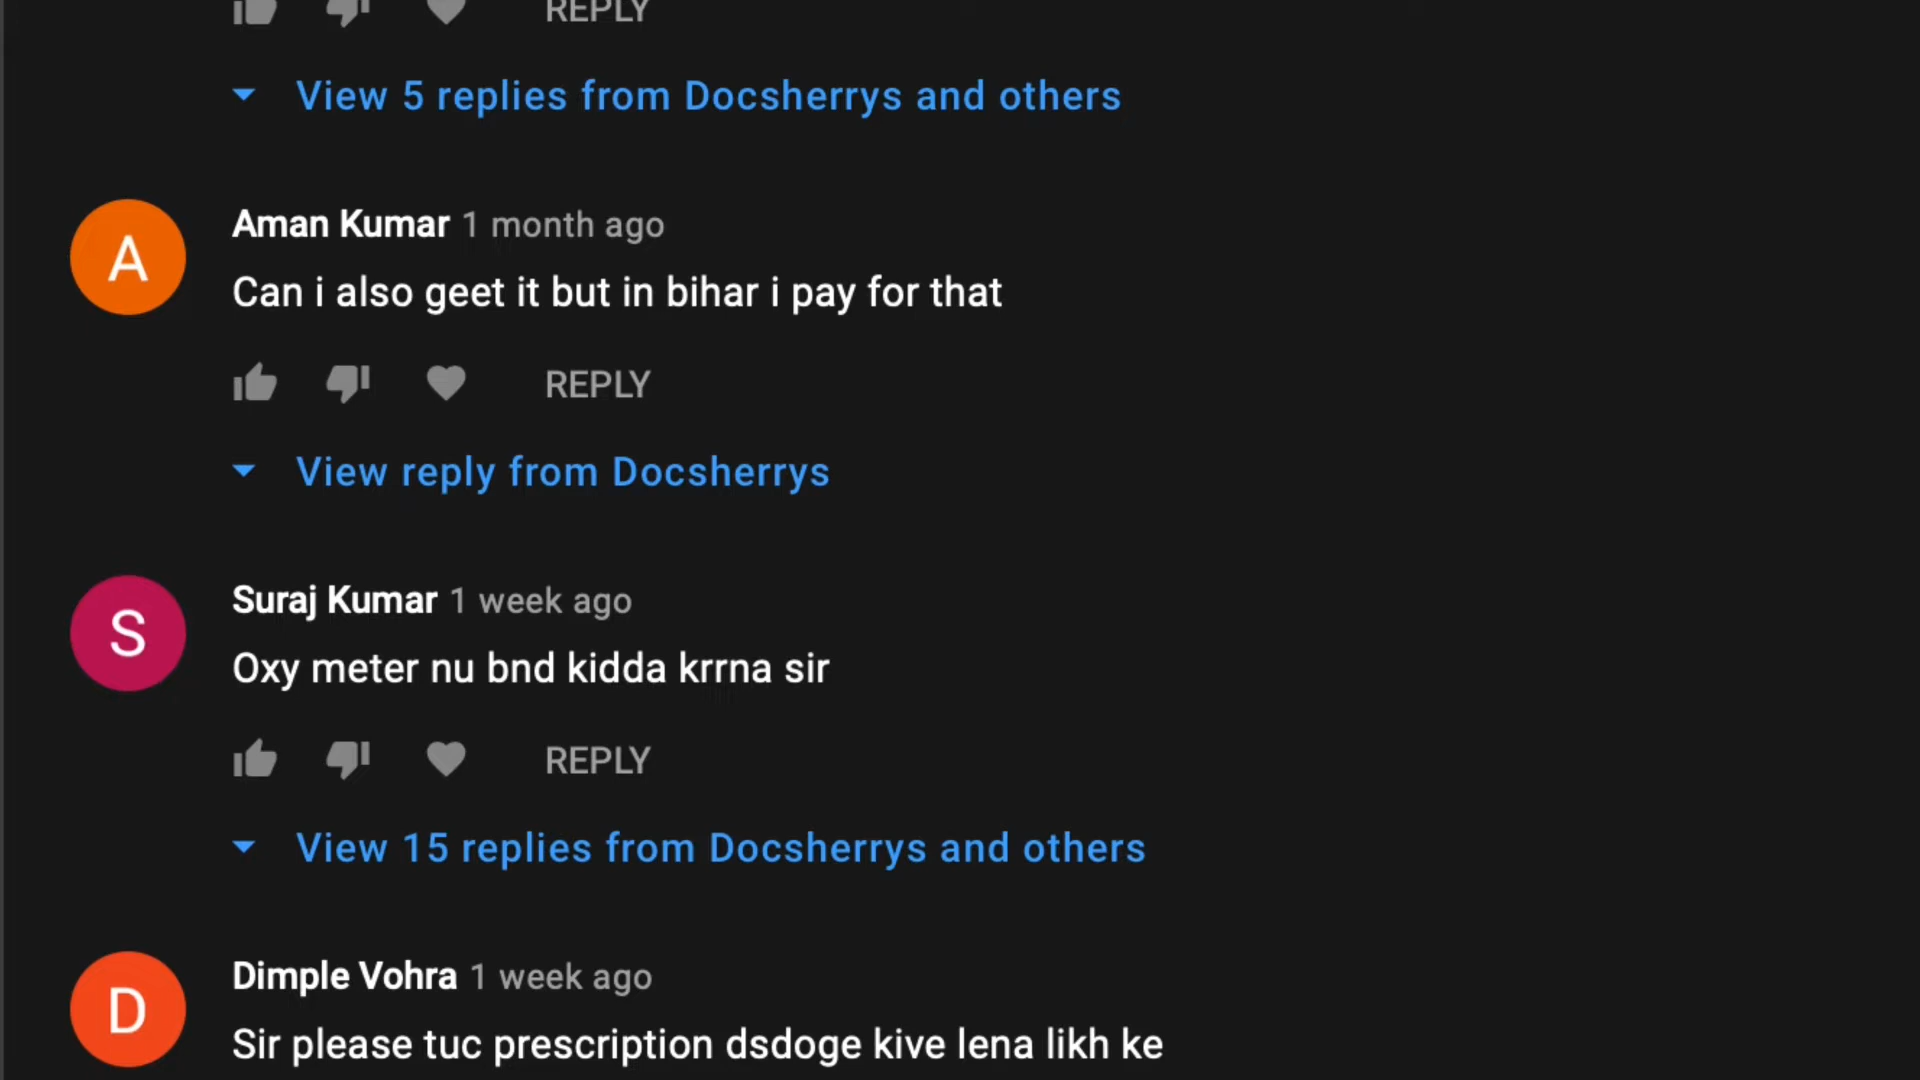 REPLY
View 5 replies from Docsherrys and others
A
Aman Kumar 1 month ago
Can i also geet it but in bihar i pay for that
REPLY
View reply from Docsherrys
S
Suraj Kumar 1 week ago
Oxy meter nu bnd kidda krrna sir
REPLY
View 15 replies from Docsherrys and others
D
Dimple Vohra 1 week ago
Sir please tuc prescription dsdoge kive lena likh ke